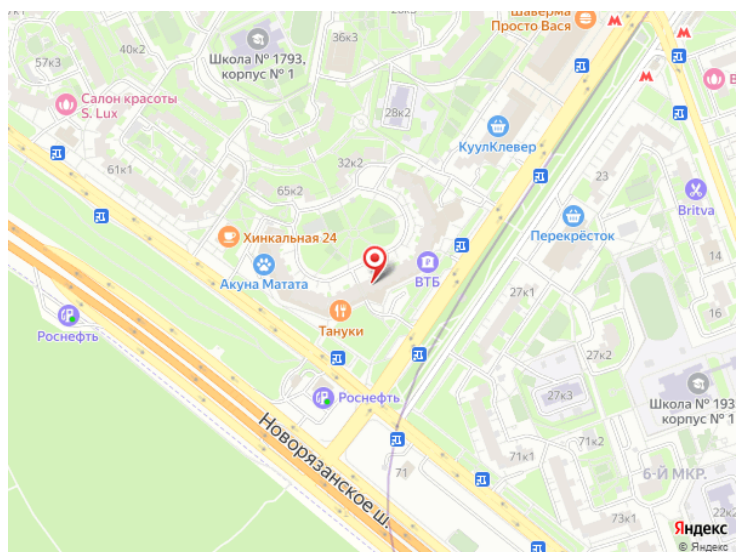 Шаверма
Просто Вася
36к3
40к2
57к3
Школа № 1793,
корпус № 1
Салон красоты
S. Lux
28к2
КуулКлевер
32к2
61к1
65к2
23
Britva
Перекрёсток
Хинкальная 24
14
ВТБ
Акуна Матата
27к1
16
Роснефть
Тануки
27к2
Школа № 193
корпус № 1
27к3
Роснефть
Новорязанское ш.
71к2
71к1
71
6-Й МКР.
22к2
73к1
Яндекс
© Яндекс